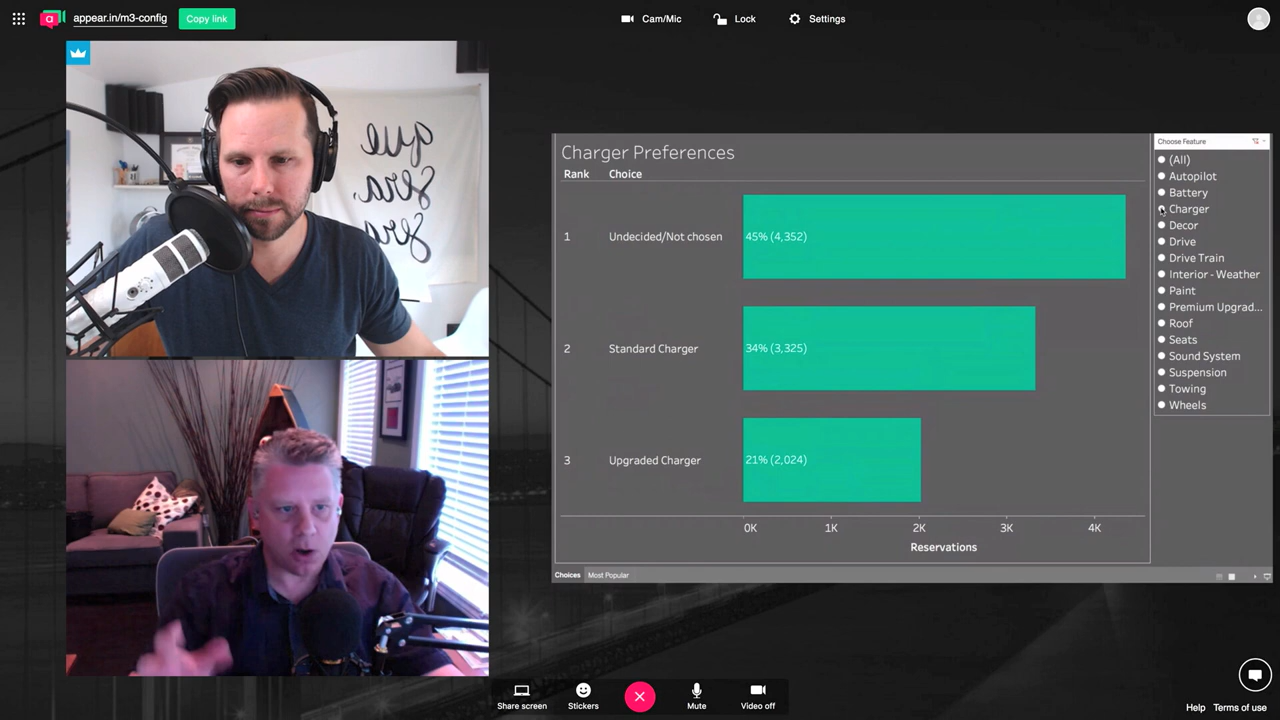 appear.in/m3-config
Copy link
Cam/Mic
Lock
Settings
que
sera,
sera
Charger Preferences
Rank Choice
1 Undecided/Not chosen 45% (4,352)
2 Standard Charger 34% (3,325)
3 Upgraded Charger 21% (2,024)
0K 1K 2K 3K 4K
Reservations
Choices Most Popular
Choose Feature
(All)
Autopilot
Battery
Charger
Decor
Drive
Drive Train
Interior - Weather
Paint
Premium Upgrad...
Roof
Seats
Sound System
Suspension
Towing
Wheels
Share screen
Stickers
Mute
Video off
Help
Terms of use